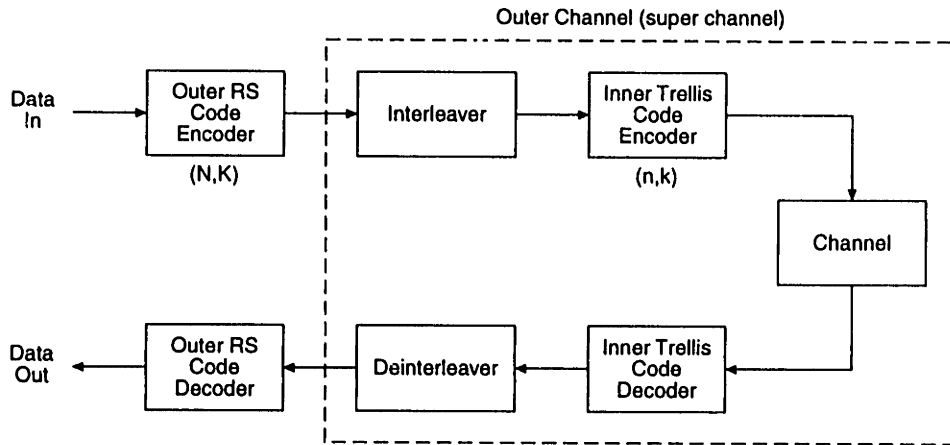 Outer Channel (super channel)
Data
In
Outer RS
Code
Encoder
(N,K)
Interleaver
Inner Trellis
Code
Encoder
(n,k)
Channel
Data
Out
Outer RS
Code
Decoder
Deinterleaver
Inner Trellis
Code
Decoder